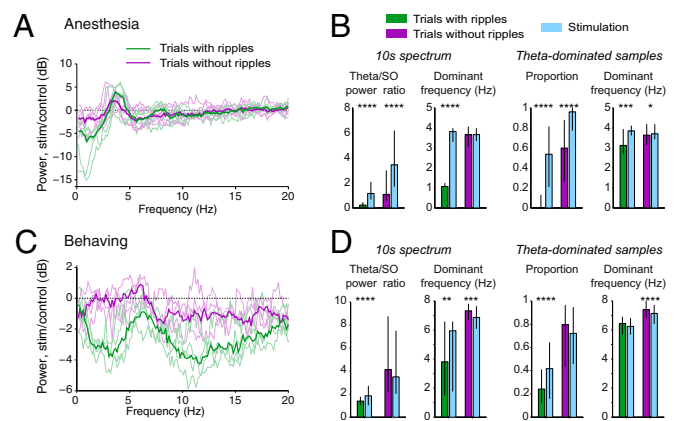 A
Anesthesia
Trials with ripples
Trials without ripples
Power, stim/control (dB)
10
5
0
−5
−10
−15
0
5
10
15
20
Frequency (Hz)
B
Trials with ripples
Trials without ripples
Stimulation
10s spectrum
Theta-dominated samples
Theta/SO
power ratio
8
6
4
2
0
**** ****
Dominant
frequency (Hz)
5
4
3
2
1
0
****
Proportion
1
0.8
0.6
0.4
0.2
0
**** ****
Dominant
frequency (Hz)
5
4
3
2
1
0
*** *
C
Behaving
Power, stim/control (dB)
2
0
−2
−4
−6
0
5
10
15
20
Frequency (Hz)
D
10s spectrum
Theta-dominated samples
Theta/SO
power ratio
10
8
6
4
2
0
****
Dominant
frequency (Hz)
8
6
4
2
0
** ***
Proportion
1
0.8
0.6
0.4
0.2
0
****
Dominant
frequency (Hz)
8
6
4
2
0
****